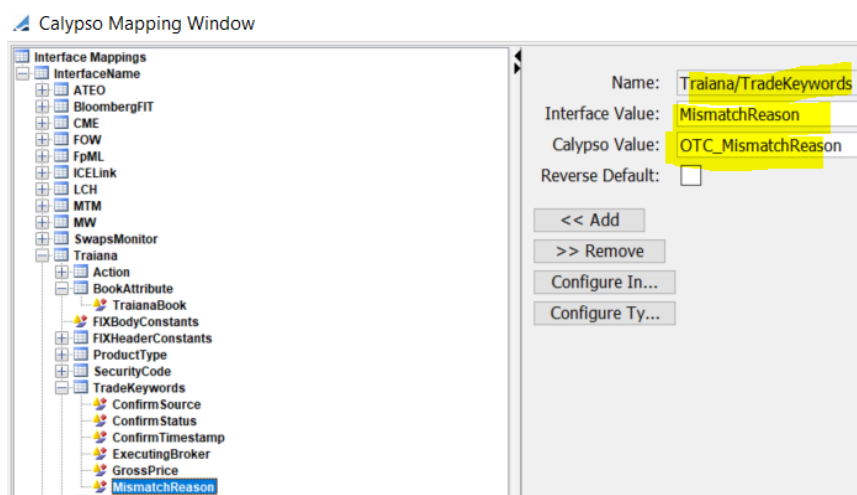 Calypso Mapping Window
Interface Mappings
InterfaceName
ATEO
BloombergFIT
CME
FOW
FpML
ICELink
LCH
MTM
MW
SwapsMonitor
Traiana
Action
BookAttribute
TraianaBook
FIXBodyConstants
FIXHeaderConstants
ProductType
SecurityCode
TradeKeywords
ConfirmSource
ConfirmStatus
ConfirmTimestamp
ExecutingBroker
GrossPrice
MismatchReason
Name: Traiana/TradeKeywords
Interface Value: MismatchReason
Calypso Value: OTC_MismatchReason
Reverse Default:
<< Add
>> Remove
Configure In...
Configure Ty...